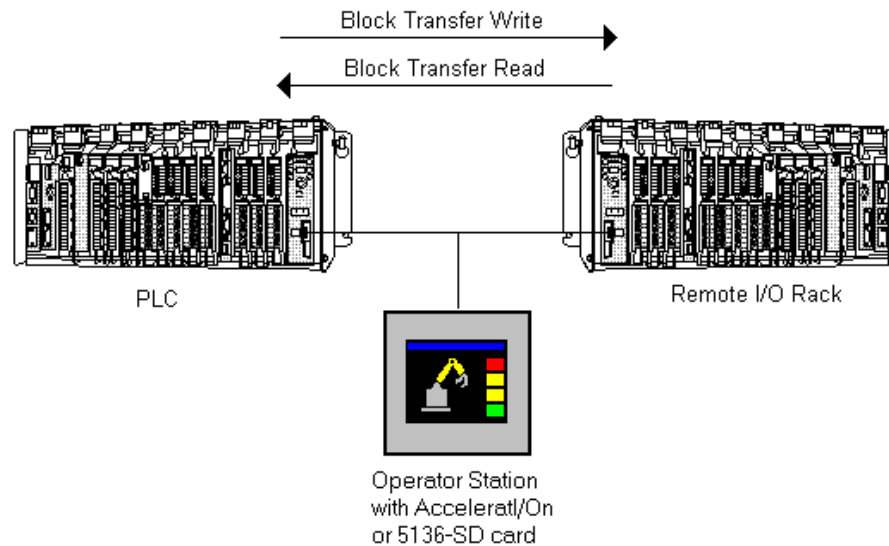 Block Transfer Write
Block Transfer Read
PLC
Remote I/O Rack
Operator Station
with AcceleratI/On
or 5136-SD card